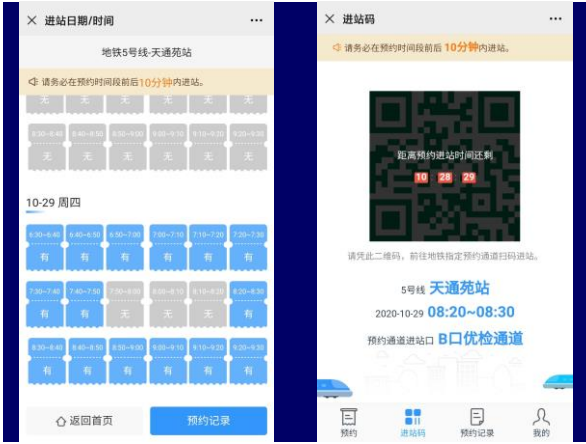 进站日期/时间
地铁5号线-天通苑站
请务必在预约时间段前后10分钟内进站。
无 无 无 无 无 无
8:30~8:40 8:40~8:50 8:50~9:00 9:00~9:10 9:10~9:20 9:20~9:30
无 无 无 无 无 无
10-29 周四
6:30~6:40 6:40~6:50 6:50~7:00 7:00~7:10 7:10~7:20 7:20~7:30
有 有 有 有 有 有
7:30~7:40 7:40~7:50 7:50~8:00 8:00~8:10 8:10~8:20 8:20~8:30
有 有 无 无 无 有
8:30~8:40 8:40~8:50 8:50~9:00 9:00~9:10 9:10~9:20 9:20~9:30
有 有 有 有 有 有
返回首页 预约记录
进站码
请务必在预约时间段前后10分钟内进站。
距离预约进站时间还剩
10 : 28 : 29
请凭此二维码，前往地铁指定预约通道扫码进站。
5号线 天通苑站
2020-10-29 08:20~08:30
预约通道进站口 B口优检通道
预约 进站码 预约记录 我的